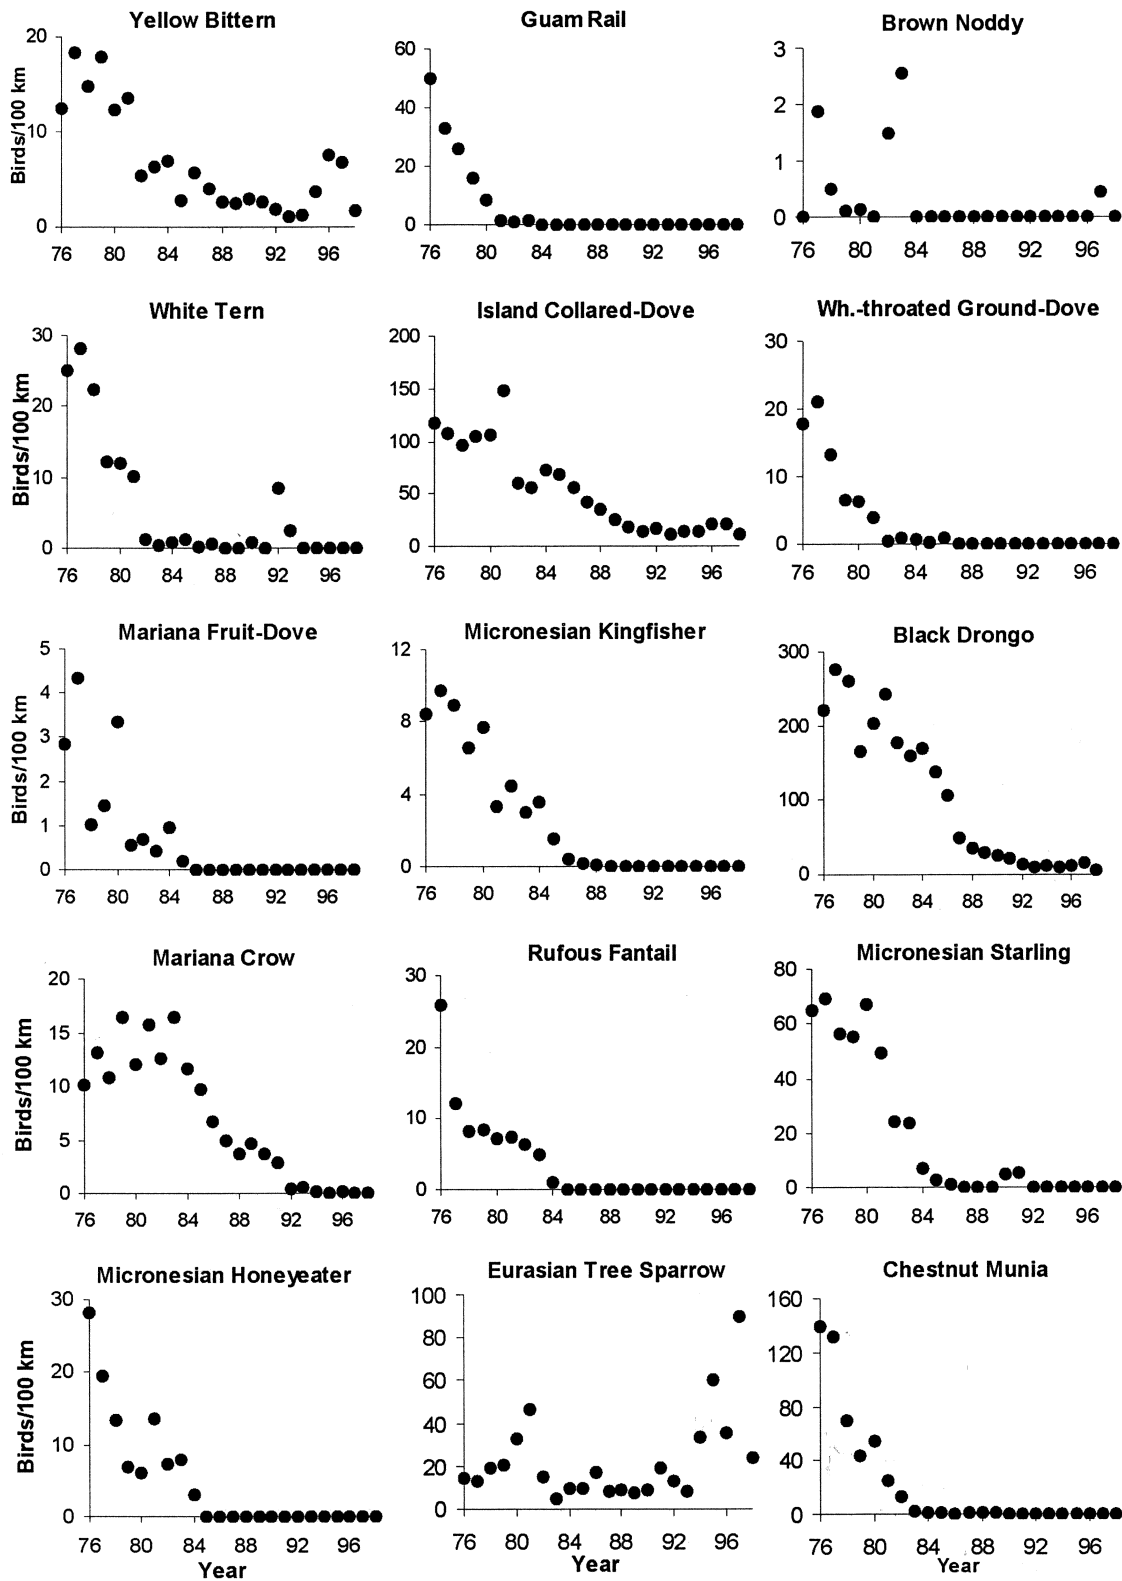 Yellow Bittern
Birds/100 km
20
10
0
76 80 84 88 92 96
Guam Rail
60
40
20
0
76 80 84 88 92 96
Brown Noddy
3
2
1
0
76 80 84 88 92 96
White Tern
Birds/100 km
30
20
10
0
76 80 84 88 92 96
Island Collared-Dove
200
150
100
50
0
76 80 84 88 92 96
Wh.-throated Ground-Dove
30
20
10
0
76 80 84 88 92 96
Mariana Fruit-Dove
Birds/100 km
5
4
3
2
1
0
76 80 84 88 92 96
Micronesian Kingfisher
12
8
4
0
76 80 84 88 92 96
Black Drongo
300
200
100
0
76 80 84 88 92 96
Mariana Crow
Birds/100 km
20
15
10
5
0
76 80 84 88 92 96
Rufous Fantail
30
20
10
0
76 80 84 88 92 96
Micronesian Starling
80
60
40
20
0
76 80 84 88 92 96
Micronesian Honeyeater
Birds/100 km
30
20
10
0
76 80 84 88 92 96
Year
Eurasian Tree Sparrow
100
80
60
40
20
0
76 80 84 88 92 96
Year
Chestnut Munia
160
120
80
40
0
76 80 84 88 92 96
Year